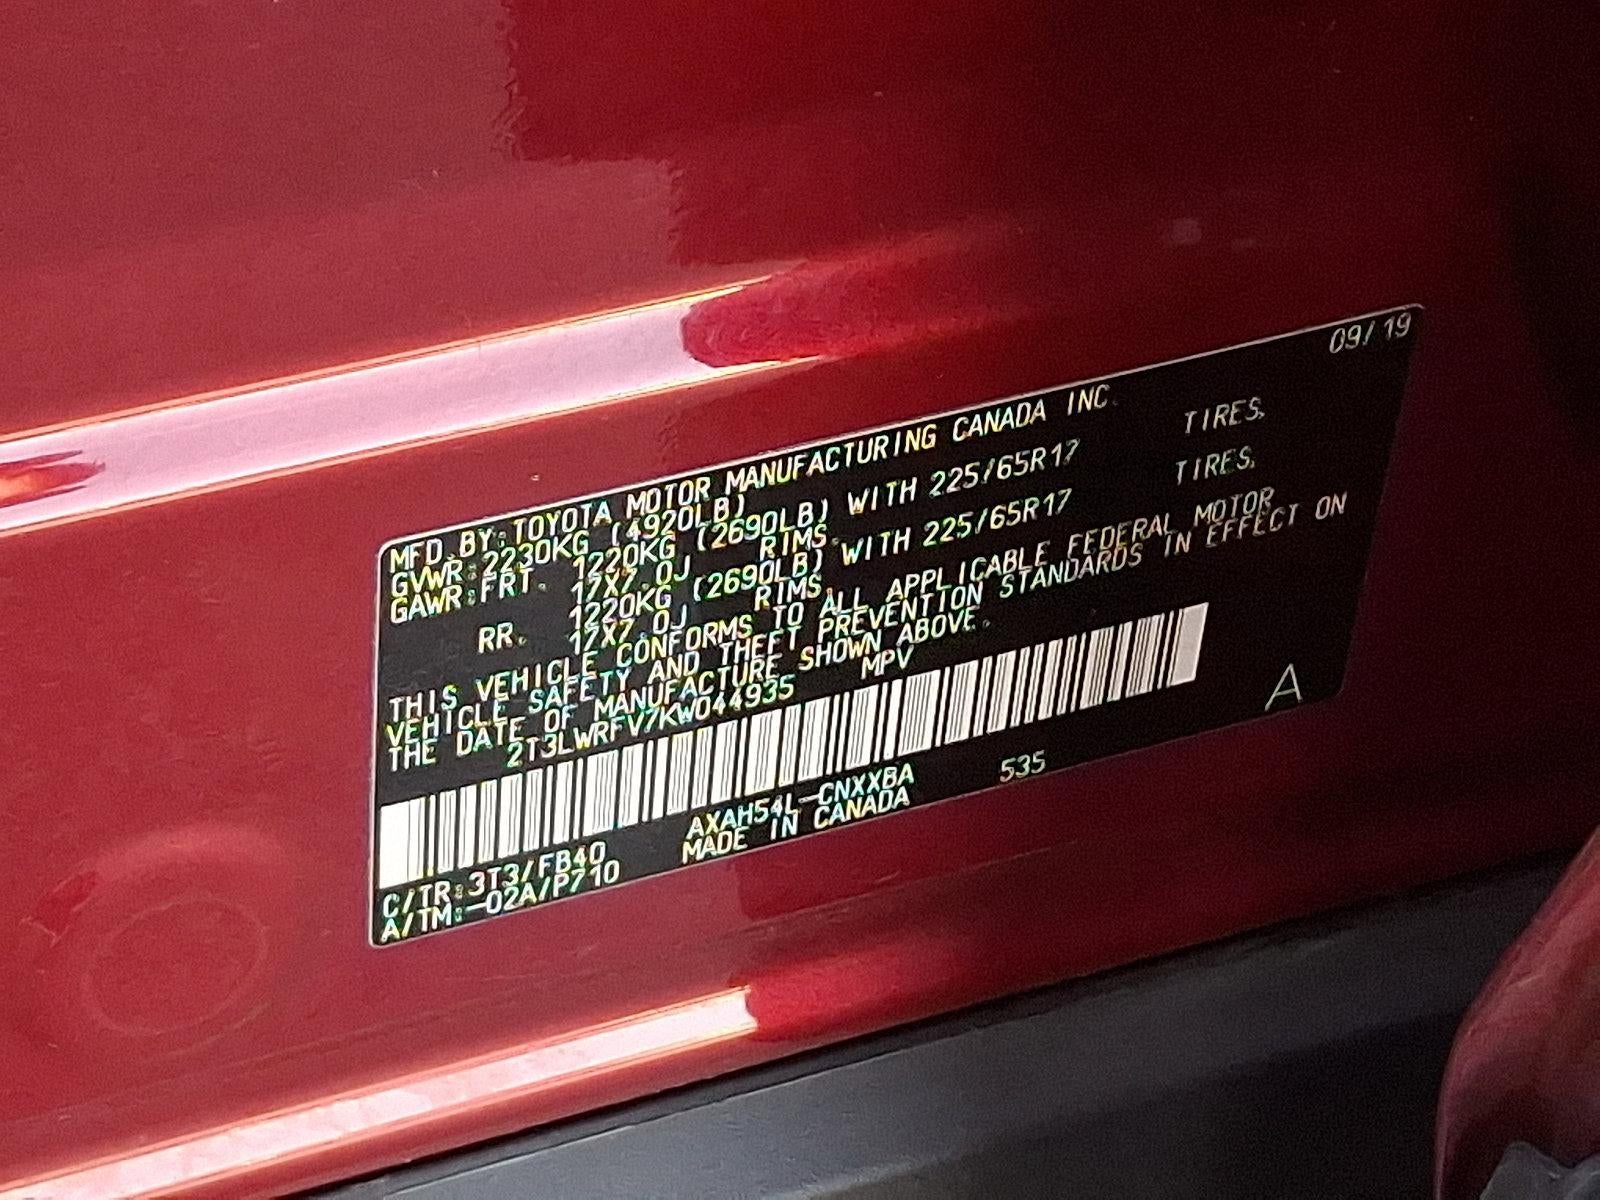 09/19
MFD.BY:TOYOTA MOTOR MANUFACTURING CANADA INC.
GVWR:2230KG (4920LB)
GAWR:FRT. 1220KG (2690LB) WITH 225/65R17 TIRES,
17X7.0J RIMS.
RR. 1220KG (2690LB) WITH 225/65R17 TIRES,
17X7.0J RIMS.
THIS VEHICLE CONFORMS TO ALL APPLICABLE FEDERAL MOTOR
VEHICLE SAFETY AND THEFT PREVENTION STANDARDS IN EFFECT ON
THE DATE OF MANUFACTURE SHOWN ABOVE.
2T3LWRFV7KW044935 MPV
A
AXAH54L-CNXXBA 535
C/TR:3T3/FB40 MADE IN CANADA
A/TM:-02A/P710